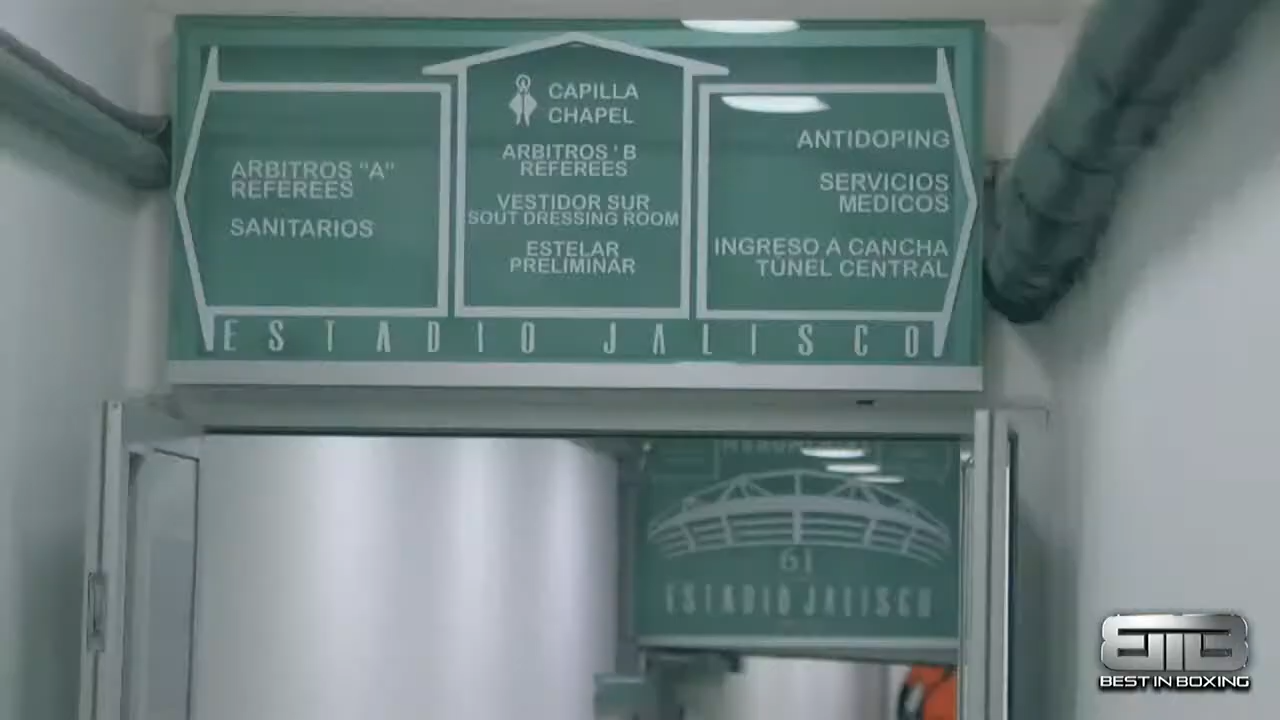 CAPILLA
CHAPEL
ARBITROS "A"
REFEREES
SANITARIOS
ARBITROS ' B
REFEREES
VESTIDOR SUR
SOUT DRESSING ROOM
ESTELAR
PRELIMINAR
ANTIDOPING
SERVICIOS
MEDICOS
INGRESO A CANCHA
TUNEL CENTRAL
ESTADIO JALISCO
61
ESTADIO JALISCO
BEST IN BOXING